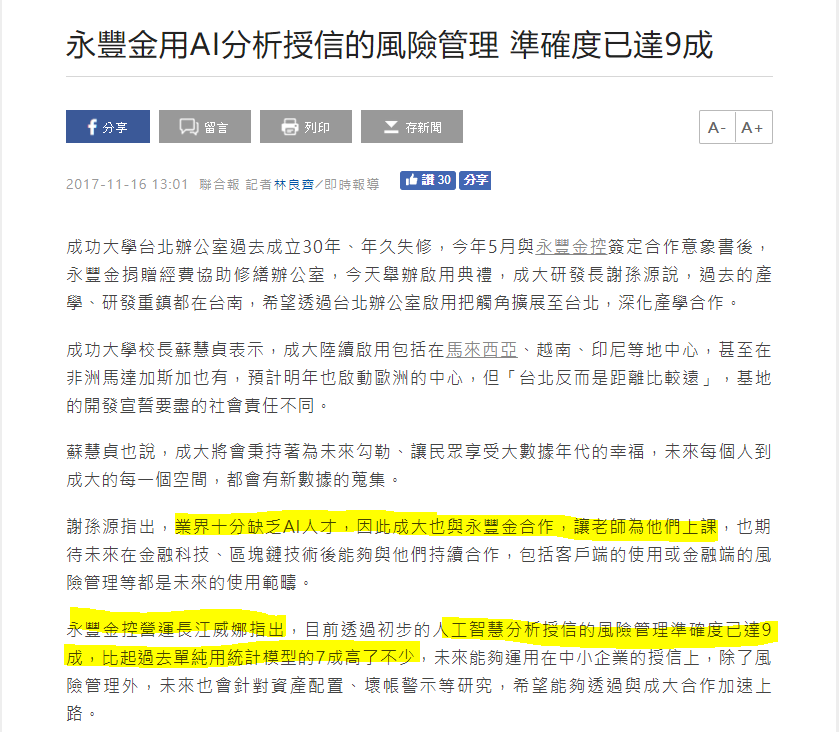 永豐金用AI分析授信的風險管理 準確度已達9成
分享
留言
列印
存新聞
A- A+
2017-11-16 13:01 聯合報 記者林良齊╱即時報導
讚 30 分享
成功大學台北辦公室過去成立30年、年久失修，今年5月與永豐金控簽定合作意象書後，
永豐金捐贈經費協助修繕辦公室，今天舉辦啟用典禮，成大研發長謝孫源說，過去的產
學、研發重鎮都在台南，希望透過台北辦公室啟用把觸角擴展至台北，深化產學合作。
成功大學校長蘇慧貞表示，成大陸續啟用包括在馬來西亞、越南、印尼等地中心，甚至在
非洲馬達加斯加也有，預計明年也啟動歐洲的中心，但「台北反而是距離比較遠」，基地
的開發宣誓要盡的社會責任不同。
蘇慧貞也說，成大將會秉持著為未來勾勒、讓民眾享受大數據年代的幸福，未來每個人到
成大的每一個空間，都會有新數據的蒐集。
謝孫源指出，業界十分缺乏AI人才，因此成大也與永豐金合作，讓老師為他們上課，也期
待未來在金融科技、區塊鏈技術後能夠與他們持續合作，包括客戶端的使用或金融端的風
險管理等都是未來的使用範疇。
永豐金控營運長江威娜指出，目前透過初步的人工智慧分析授信的風險管理準確度已達9
成，比起過去單純用統計模型的7成高了不少，未來能夠運用在中小企業的授信上，除了風
險管理外，未來也會針對資產配置、壞帳警示等研究，希望能夠透過與成大合作加速上
路。